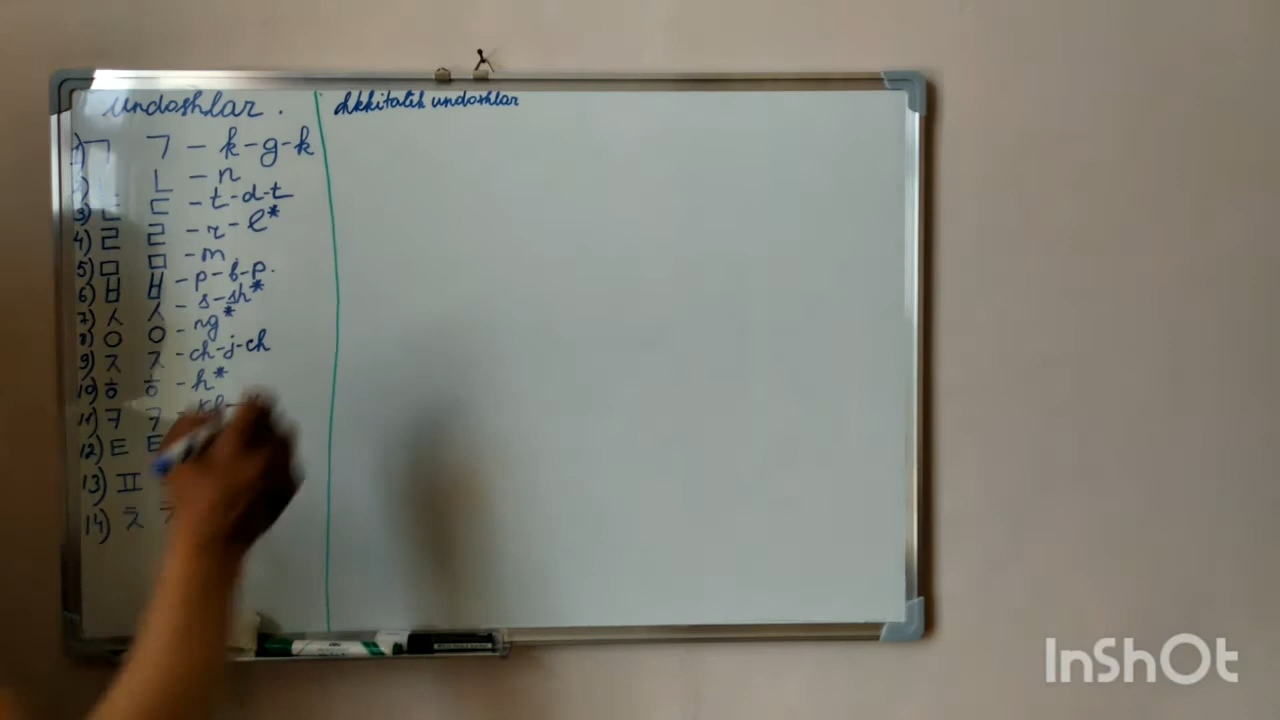 undoshlar.
1) ㄱ ㄱ - k-g-k
2) ㄴ - n
3) ㄷ ㄷ - t-d-t
4) ㄹ ㄹ - r-l*
5) ㅁ ㅁ - m
6) ㅂ ㅂ - p-b-p.
7) ㅅ ㅅ - s-sh*
8) ㅇ ㅇ - ng*
9) ㅈ ㅈ - ch-j-ch
10) ㅎ ㅎ - h*
11) ㅋ ㅋ -
12) ㅌ ㅌ
13) ㅍ
14) ㅊ
undoshlar
InShOt